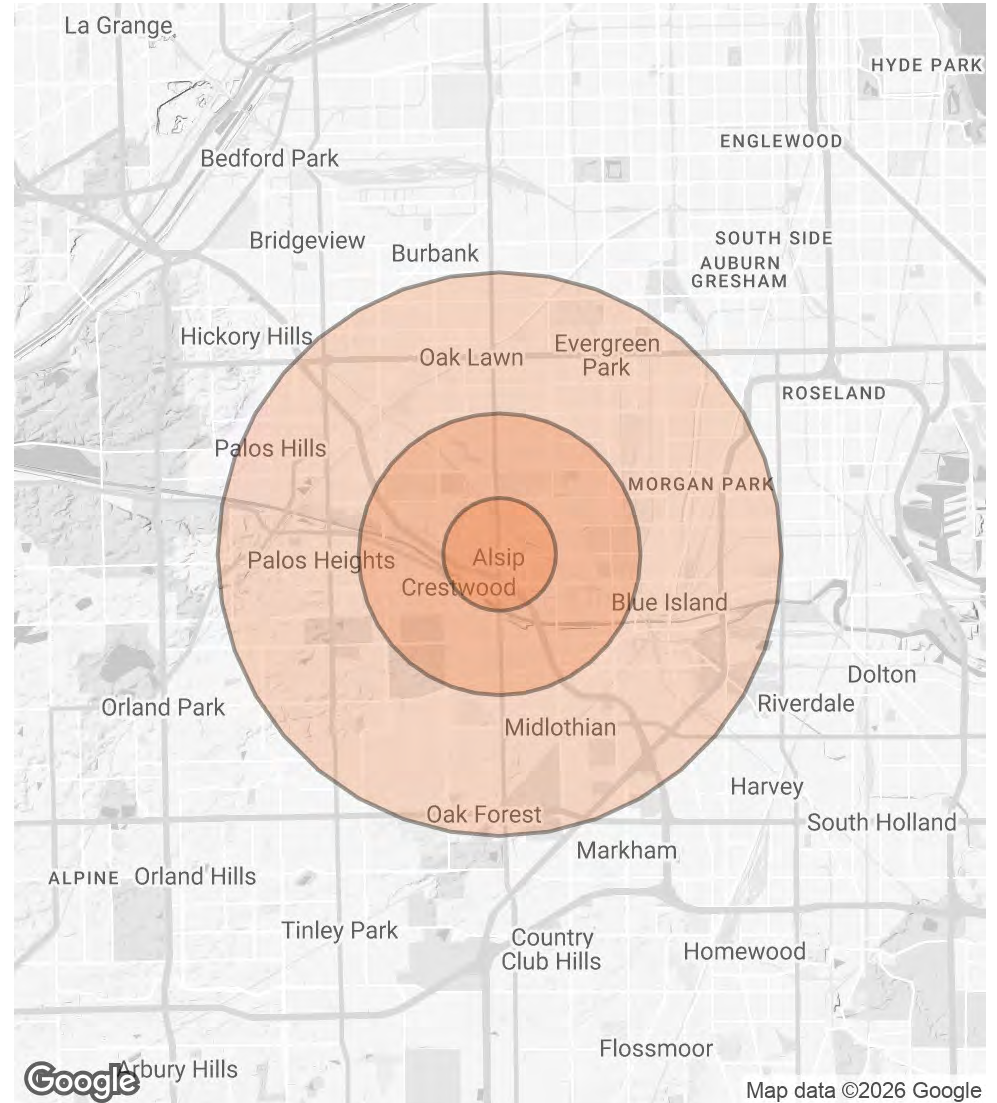 La Grange
HYDE PARK
ENGLEWOOD
Bedford Park
SOUTH SIDE
Bridgeview
Burbank
AUBURN
GRESHAM
Hickory Hills
Evergreen
Park
Oak Lawn
ROSELAND
Palos Hills
MORGAN PARK
Alsip
Palos Heights
Crestwood
Blue Island
Dolton
Riverdale
Orland Park
Midlothian
Harvey
Oak Forest
South Holland
Markham
ALPINE
Orland Hills
Tinley Park
Country
Club Hills
Homewood
Flossmoor
Arbury Hills
Google
Map data ©2026 Google